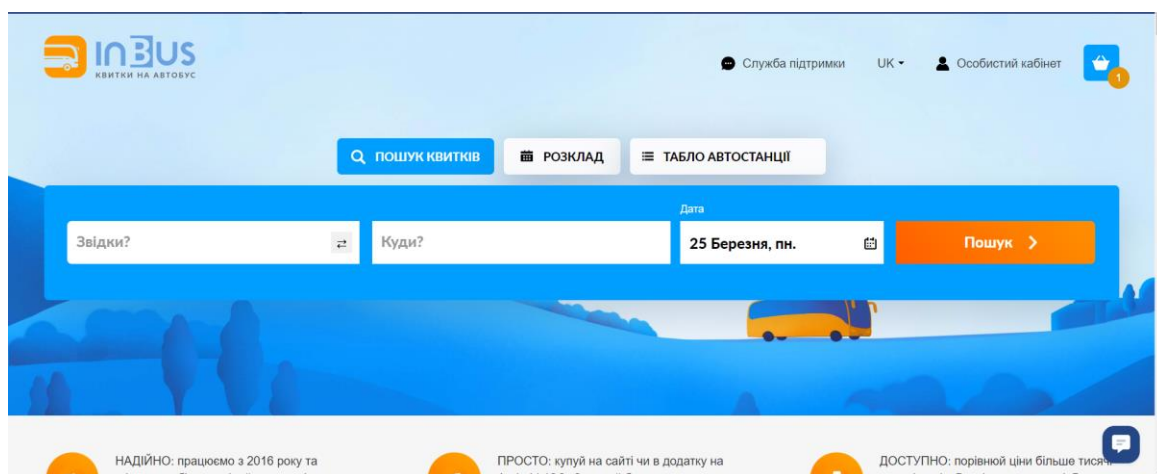 InBus
КВИТКИ НА АВТОБУС
Служба підтримки
UK
Особистий кабінет
1
ПОШУК КВИТКІВ
РОЗКЛАД
ТАБЛО АВТОСТАНЦІЇ
Дата
Звідки?
Куди?
25 Березня, пн.
Пошук
НАДІЙНО: працюємо з 2016 року та
ПРОСТО: купуй на сайті чи в додатку на
ДОСТУПНО: порівнюй ціни більше тисячі